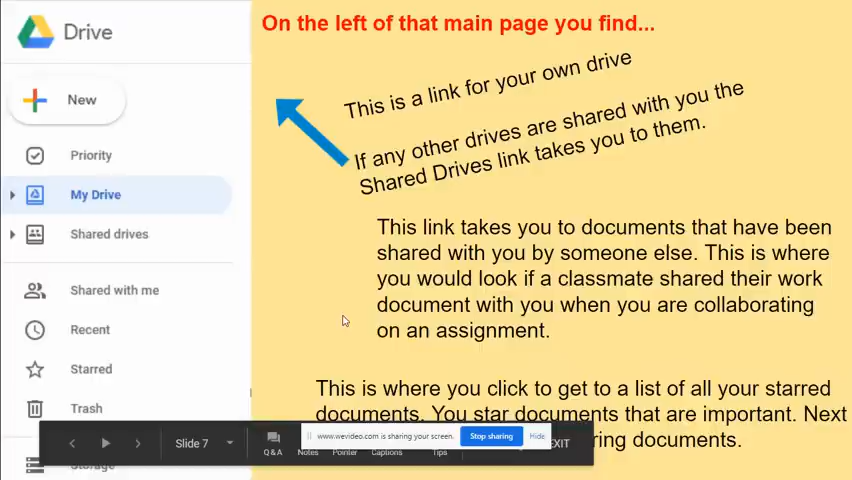 Drive
New
Priority
My Drive
Shared drives
Shared with me
Recent
Starred
Trash
Storage
On the left of that main page you find...
This is a link for your own drive
If any other drives are shared with you the
Shared Drives link takes you to them.
This link takes you to documents that have been
shared with you by someone else. This is where
you would look if a classmate shared their work
document with you when you are collaborating
on an assignment.
This is where you click to get to a list of all your starred
documents. You star documents that are important. Next
ring documents.
Slide 7
Q & A
Notes
Pointer
Captions
Tips
EXIT
www.wevideo.com is sharing your screen.
Stop sharing
Hide